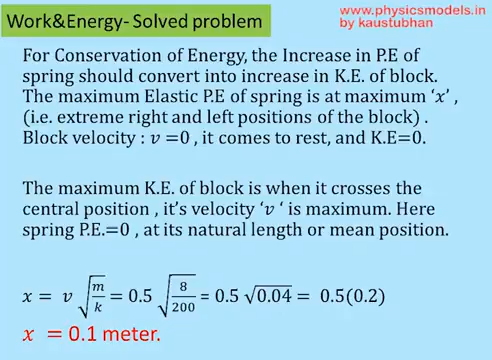 Work&Energy- Solved problem
www.physicsmodels.in
by kaustubhan
For Conservation of Energy, the Increase in P.E of
spring should convert into increase in K.E. of block.
The maximum Elastic P.E of spring is at maximum ‘x’ ,
(i.e. extreme right and left positions of the block) .
Block velocity : v =0 , it comes to rest, and K.E=0.
The maximum K.E. of block is when it crosses the
central position , it’s velocity ‘v ‘ is maximum. Here
spring P.E.=0 , at its natural length or mean position.
x = v √(m/k) = 0.5 √(8/200) = 0.5 √0.04 = 0.5(0.2)
x = 0.1 meter.